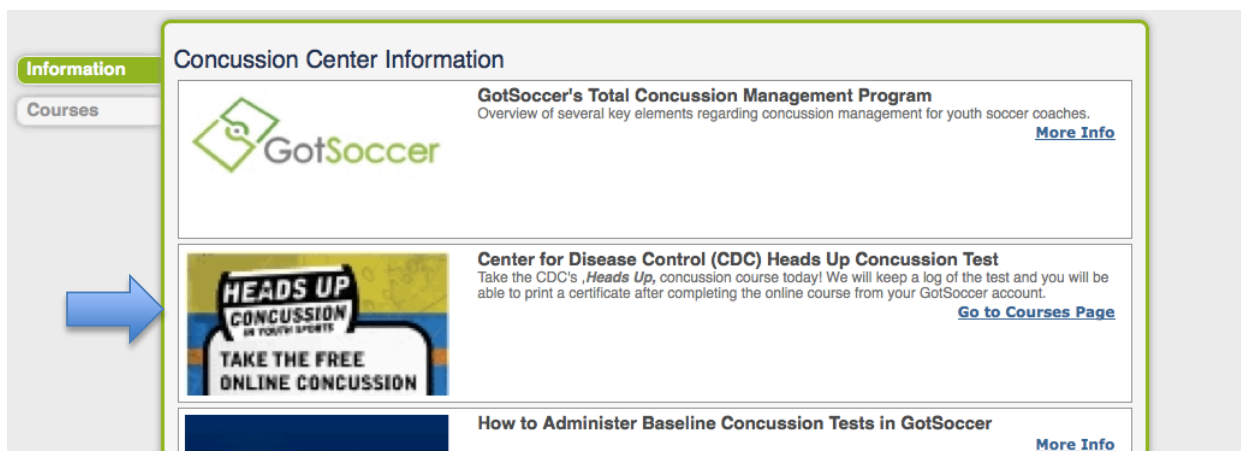 Information
Courses
Concussion Center Information
GotSoccer
GotSoccer's Total Concussion Management Program
Overview of several key elements regarding concussion management for youth soccer coaches.
More Info
HEADS UP
CONCUSSION
IN YOUTH SPORTS
TAKE THE FREE
ONLINE CONCUSSION
Center for Disease Control (CDC) Heads Up Concussion Test
Take the CDC's ,Heads Up, concussion course today! We will keep a log of the test and you will be
able to print a certificate after completing the online course from your GotSoccer account.
Go to Courses Page
How to Administer Baseline Concussion Tests in GotSoccer
More Info